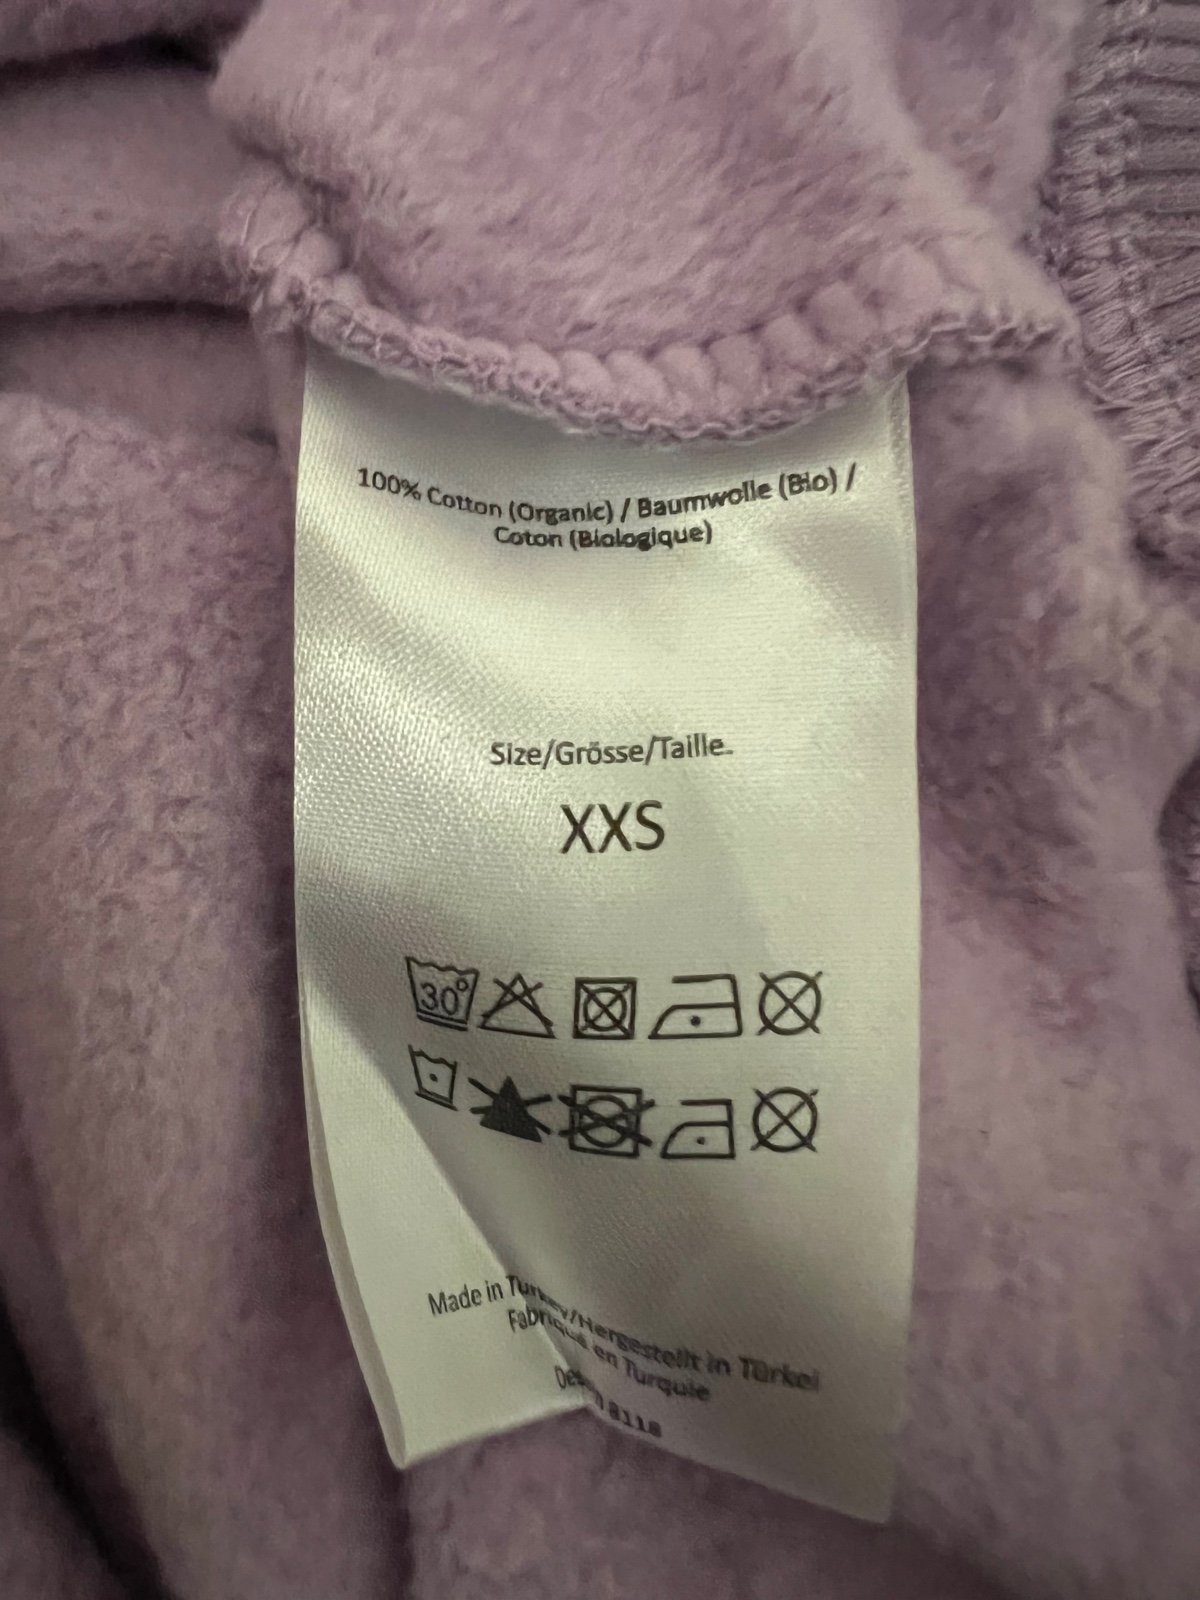 100% Cotton (Organic) / Baumwolle (Bio) /
Coton (Biologique)
Size/Grösse/Taille.
XXS
30°
Made in Turkey/Hergestellt in Türkei
Fabriqué en Turquie
8118